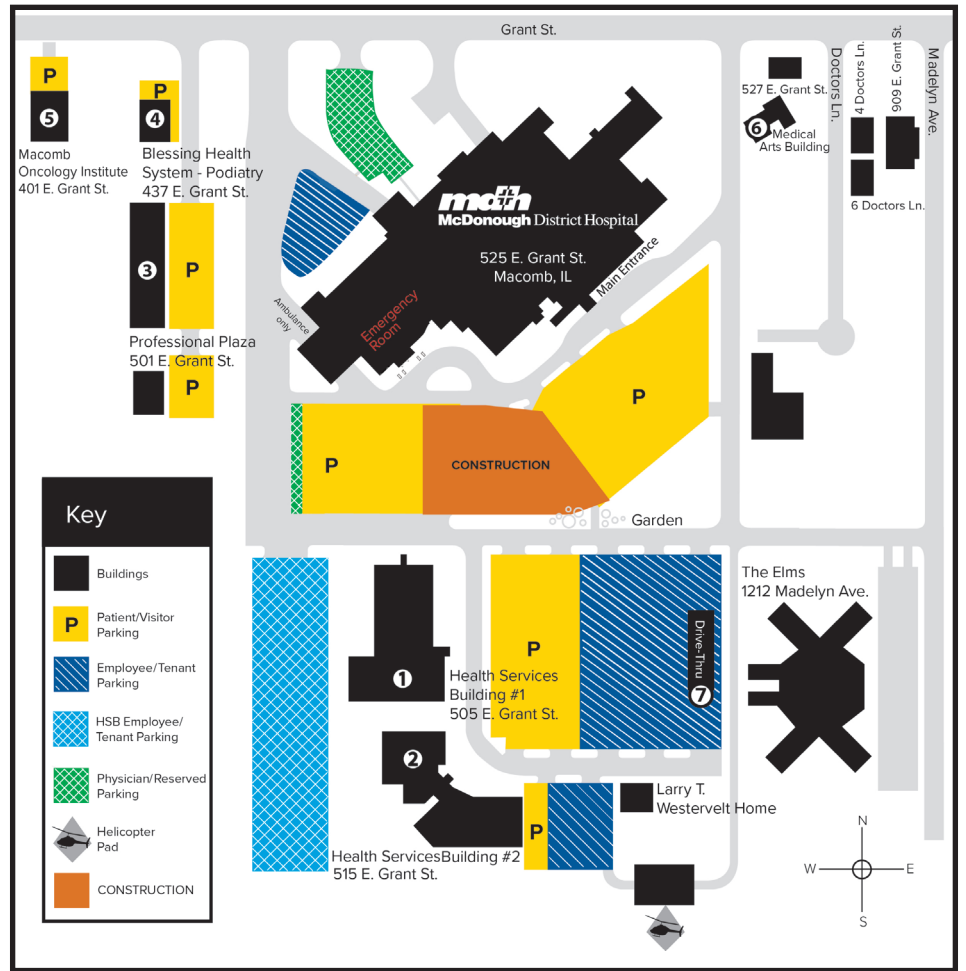 Grant St.
P
5
Macomb
Oncology Institute
401 E. Grant St.
P
4
Blessing Health
System - Podiatry
437 E. Grant St.
3
P
Professional Plaza
501 E. Grant St.
P
mdh
McDonough District Hospital
525 E. Grant St.
Macomb, IL
Main Entrance
Emergency
Room
Ambulance
only
527 E. Grant St.
6
Medical
Arts Building
Doctors Ln.
4 Doctors Ln.
909 E. Grant St.
Madelyn Ave.
6 Doctors Ln.
P
P
CONSTRUCTION
Garden
Key
Buildings
P
Patient/Visitor
Parking
Employee/Tenant
Parking
HSB Employee/
Tenant Parking
Physician/Reserved
Parking
Helicopter
Pad
CONSTRUCTION
1
Health Services
Building #1
505 E. Grant St.
P
Drive-Thru
7
The Elms
1212 Madelyn Ave.
2
Health ServicesBuilding #2
515 E. Grant St.
P
Larry T.
Westervelt Home
N
W
E
S